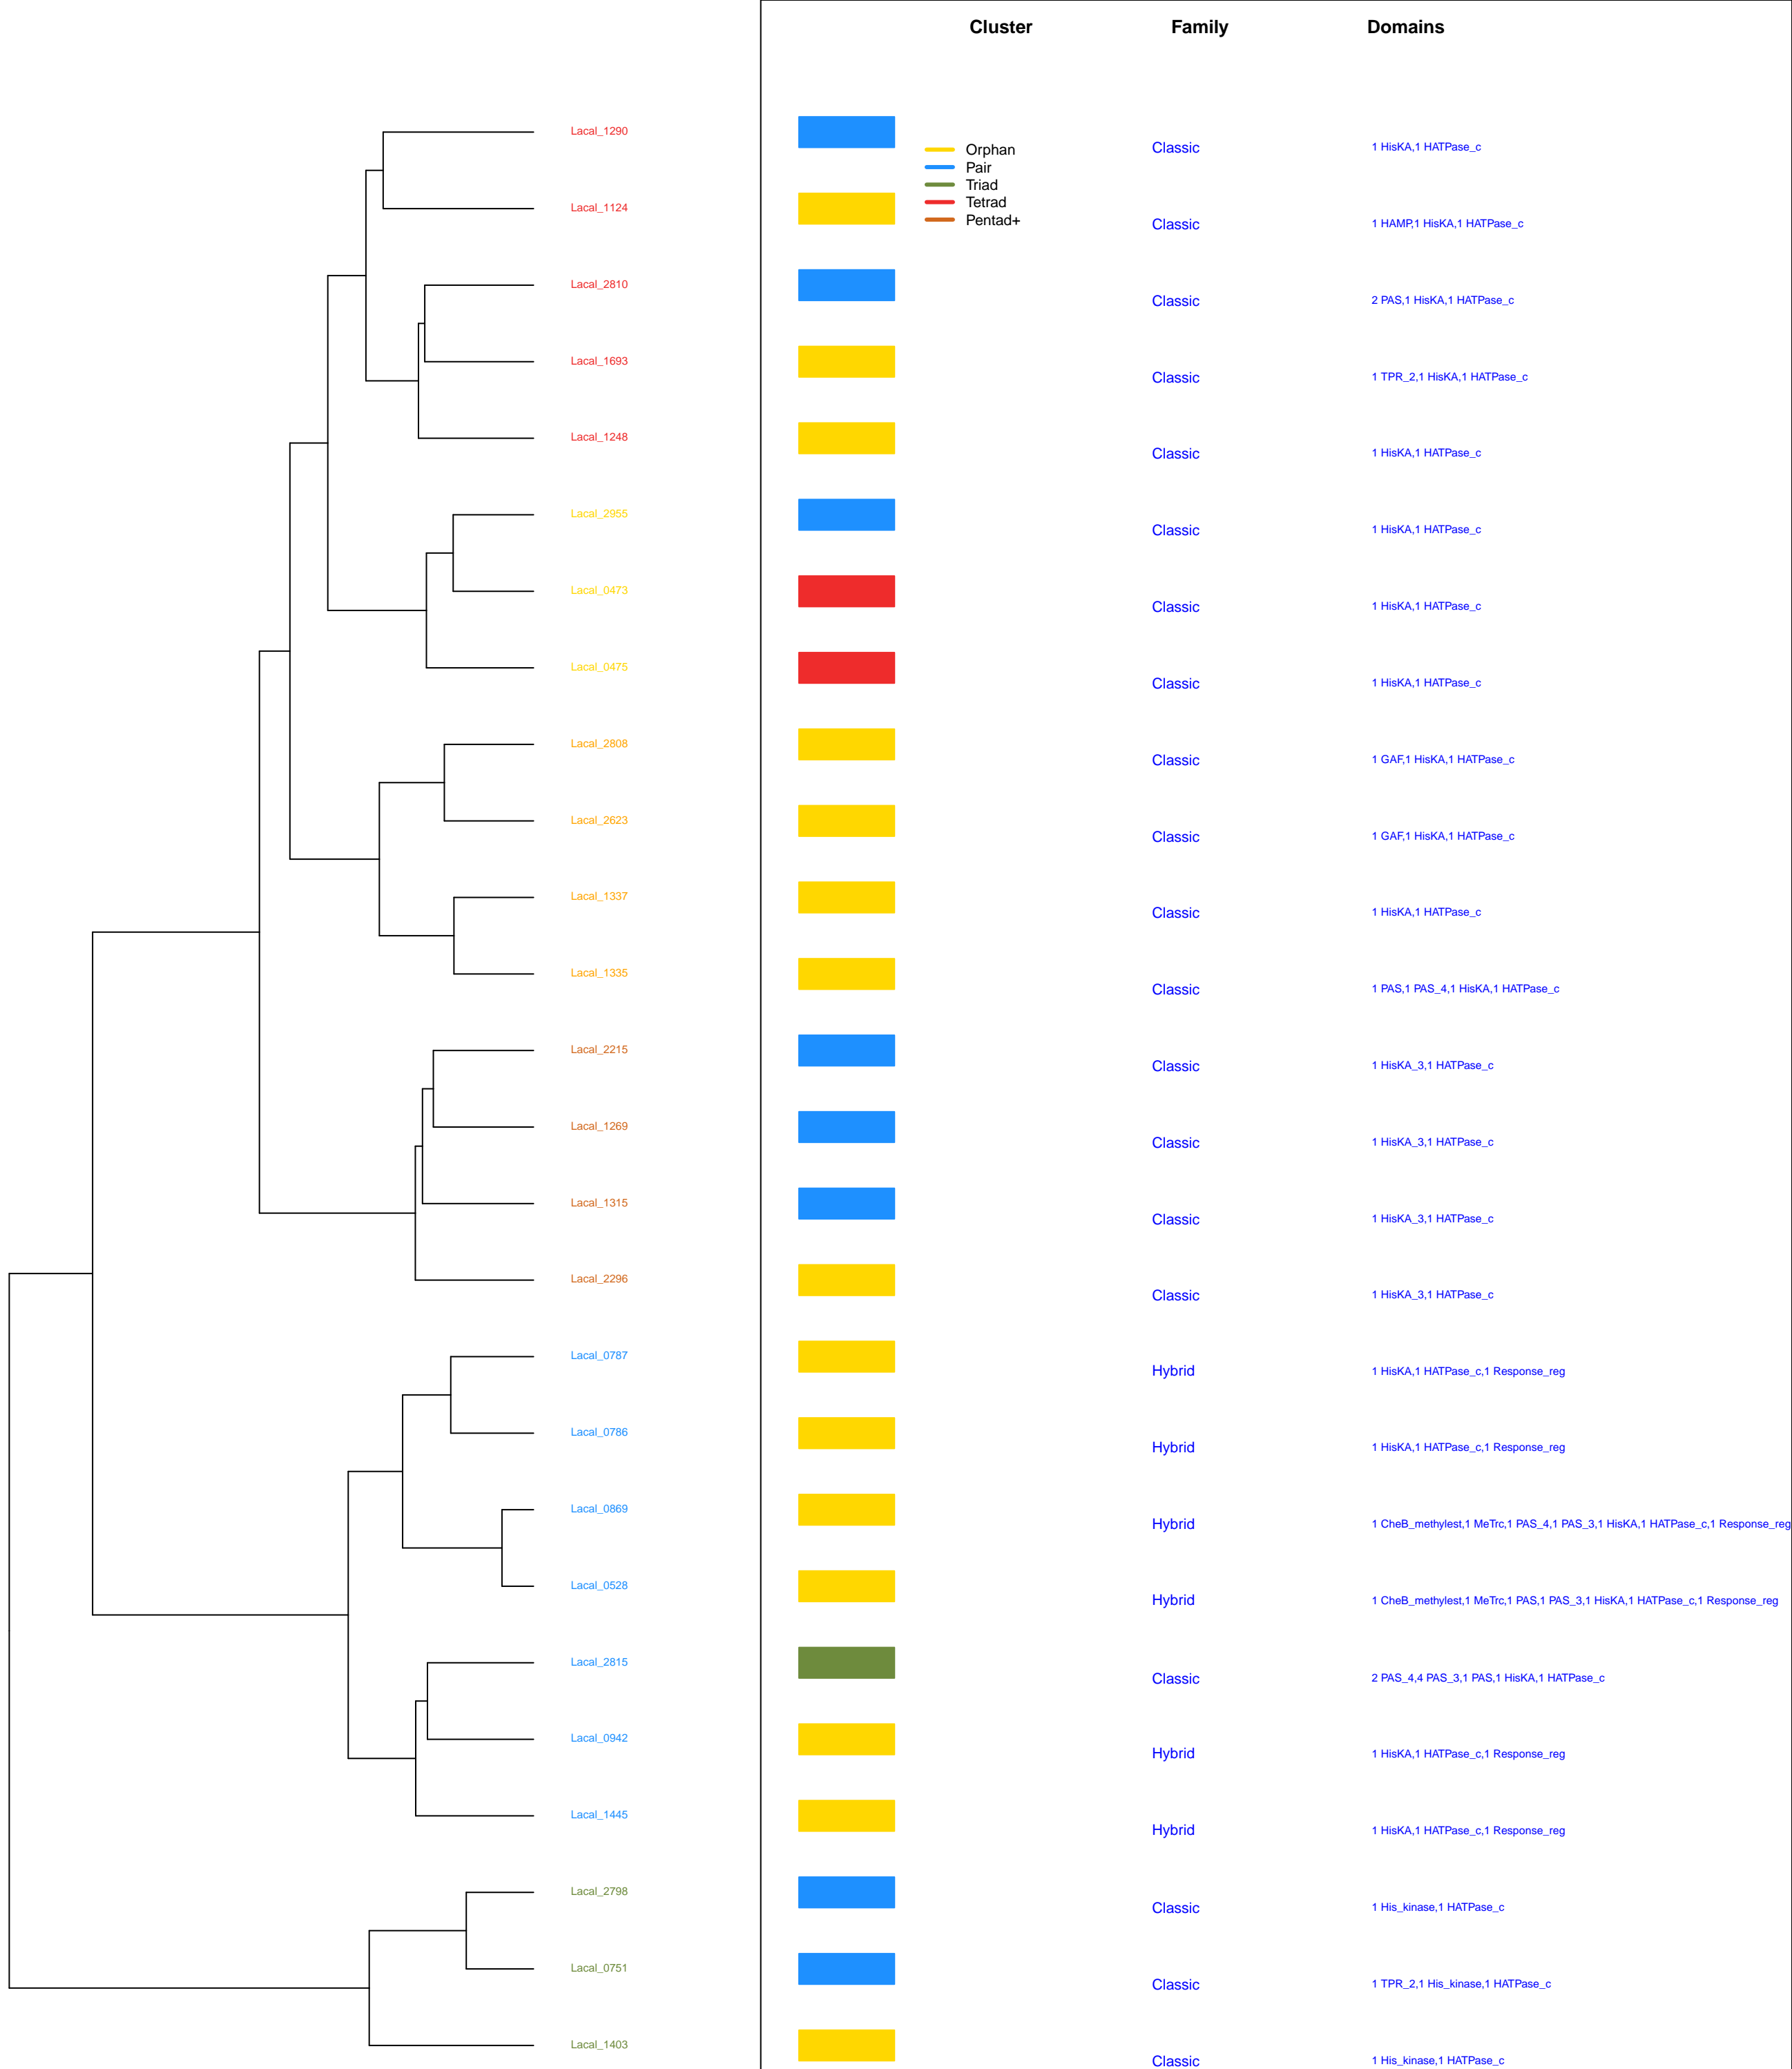 Cluster Family Domains
Lacal_1290 Classic 1 HisKA,1 HATPase_c
Orphan
Pair
Triad
Tetrad
Pentad+
Lacal_1124 Classic 1 HAMP,1 HisKA,1 HATPase_c
Lacal_2810 Classic 2 PAS,1 HisKA,1 HATPase_c
Lacal_1693 Classic 1 TPR_2,1 HisKA,1 HATPase_c
Lacal_1248 Classic 1 HisKA,1 HATPase_c
Lacal_2955 Classic 1 HisKA,1 HATPase_c
Lacal_0473 Classic 1 HisKA,1 HATPase_c
Lacal_0475 Classic 1 HisKA,1 HATPase_c
Lacal_2808 Classic 1 GAF,1 HisKA,1 HATPase_c
Lacal_2623 Classic 1 GAF,1 HisKA,1 HATPase_c
Lacal_1337 Classic 1 HisKA,1 HATPase_c
Lacal_1335 Classic 1 PAS,1 PAS_4,1 HisKA,1 HATPase_c
Lacal_2215 Classic 1 HisKA_3,1 HATPase_c
Lacal_1269 Classic 1 HisKA_3,1 HATPase_c
Lacal_1315 Classic 1 HisKA_3,1 HATPase_c
Lacal_2296 Classic 1 HisKA_3,1 HATPase_c
Lacal_0787 Hybrid 1 HisKA,1 HATPase_c,1 Response_reg
Lacal_0786 Hybrid 1 HisKA,1 HATPase_c,1 Response_reg
Lacal_0869 Hybrid 1 CheB_methylest,1 MeTrc,1 PAS_4,1 PAS_3,1 HisKA,1 HATPase_c,1 Response_reg
Lacal_0528 Hybrid 1 CheB_methylest,1 MeTrc,1 PAS,1 PAS_3,1 HisKA,1 HATPase_c,1 Response_reg
Lacal_2815 Classic 2 PAS_4,4 PAS_3,1 PAS,1 HisKA,1 HATPase_c
Lacal_0942 Hybrid 1 HisKA,1 HATPase_c,1 Response_reg
Lacal_1445 Hybrid 1 HisKA,1 HATPase_c,1 Response_reg
Lacal_2798 Classic 1 His_kinase,1 HATPase_c
Lacal_0751 Classic 1 TPR_2,1 His_kinase,1 HATPase_c
Lacal_1403 Classic 1 His_kinase,1 HATPase_c